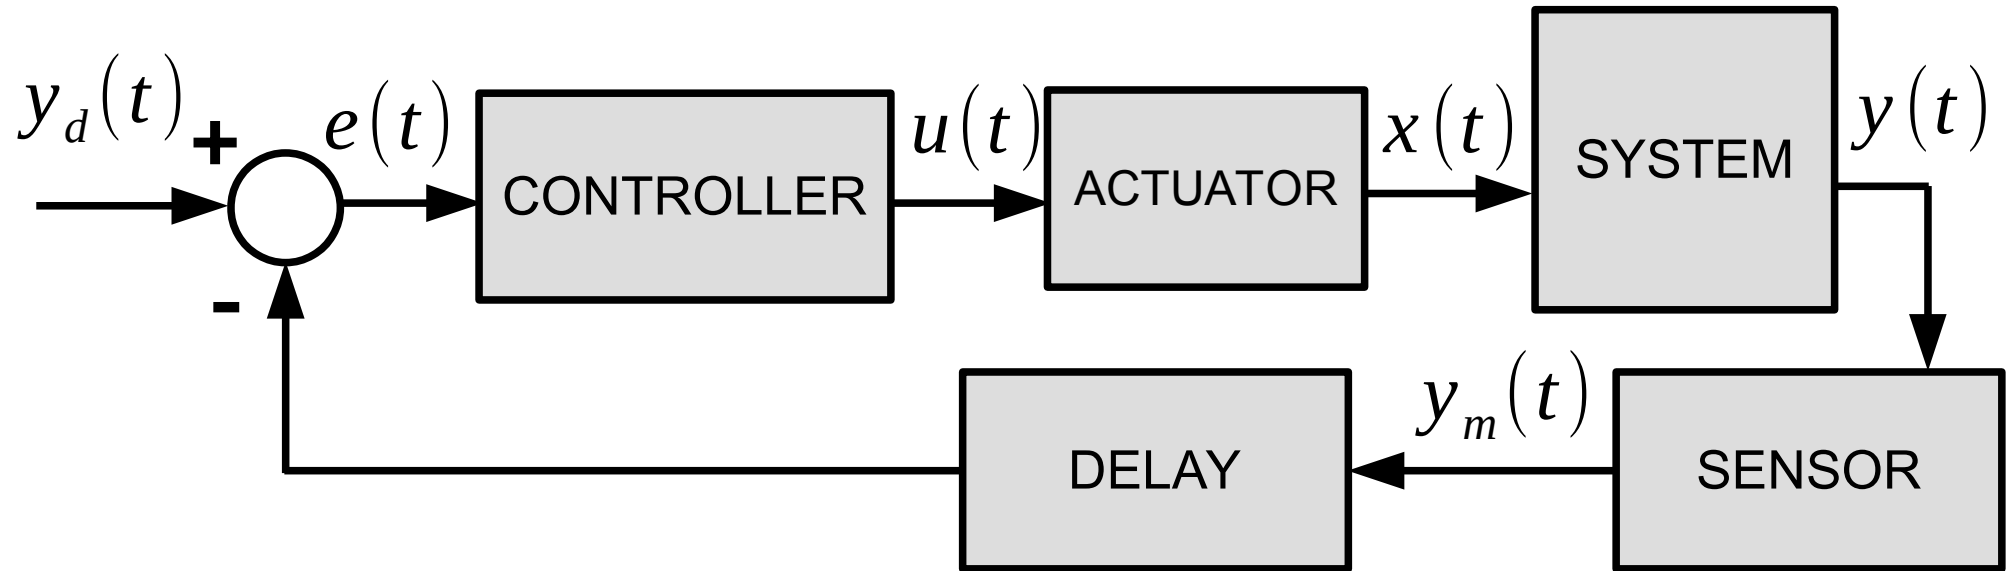 y_d(t)
+
e(t)
CONTROLLER
u(t)
ACTUATOR
x(t)
SYSTEM
y(t)
-
DELAY
y_m(t)
SENSOR